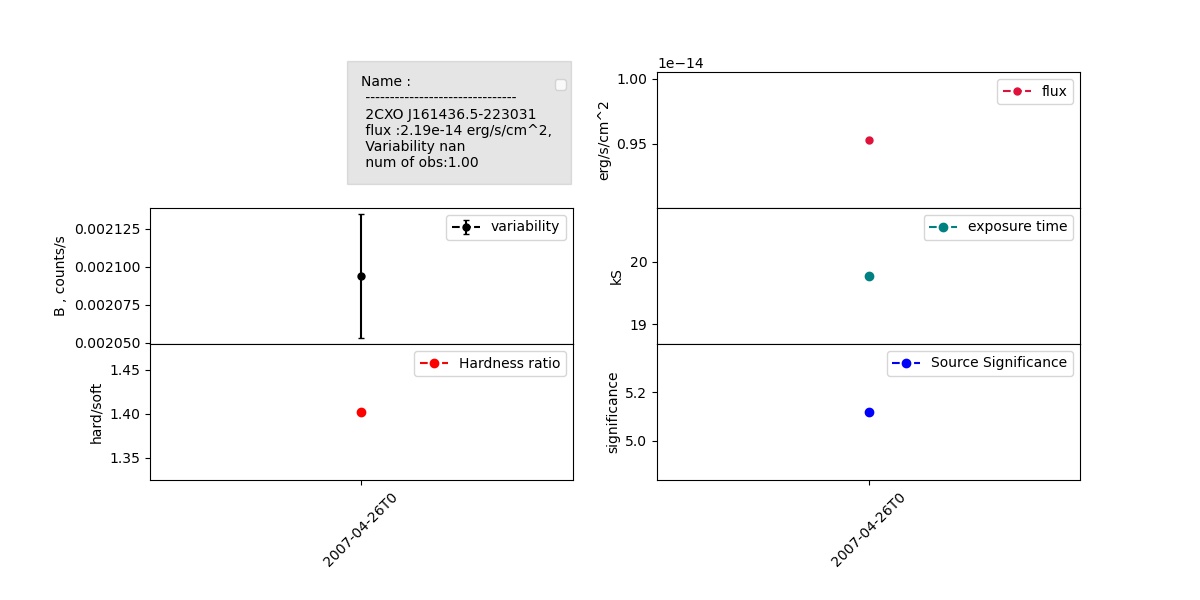 Name :
-------------------------------
2CXO J161436.5-223031
flux :2.19e-14 erg/s/cm^2,
Variability nan
num of obs:1.00
1e−14
1.00
0.95
erg/s/cm^2
flux
0.002125
0.002100
0.002075
0.002050
B , counts/s
variability
20
19
kS
exposure time
1.45
1.40
1.35
hard/soft
Hardness ratio
2007-04-26T0
5.2
5.0
significance
Source Significance
2007-04-26T0